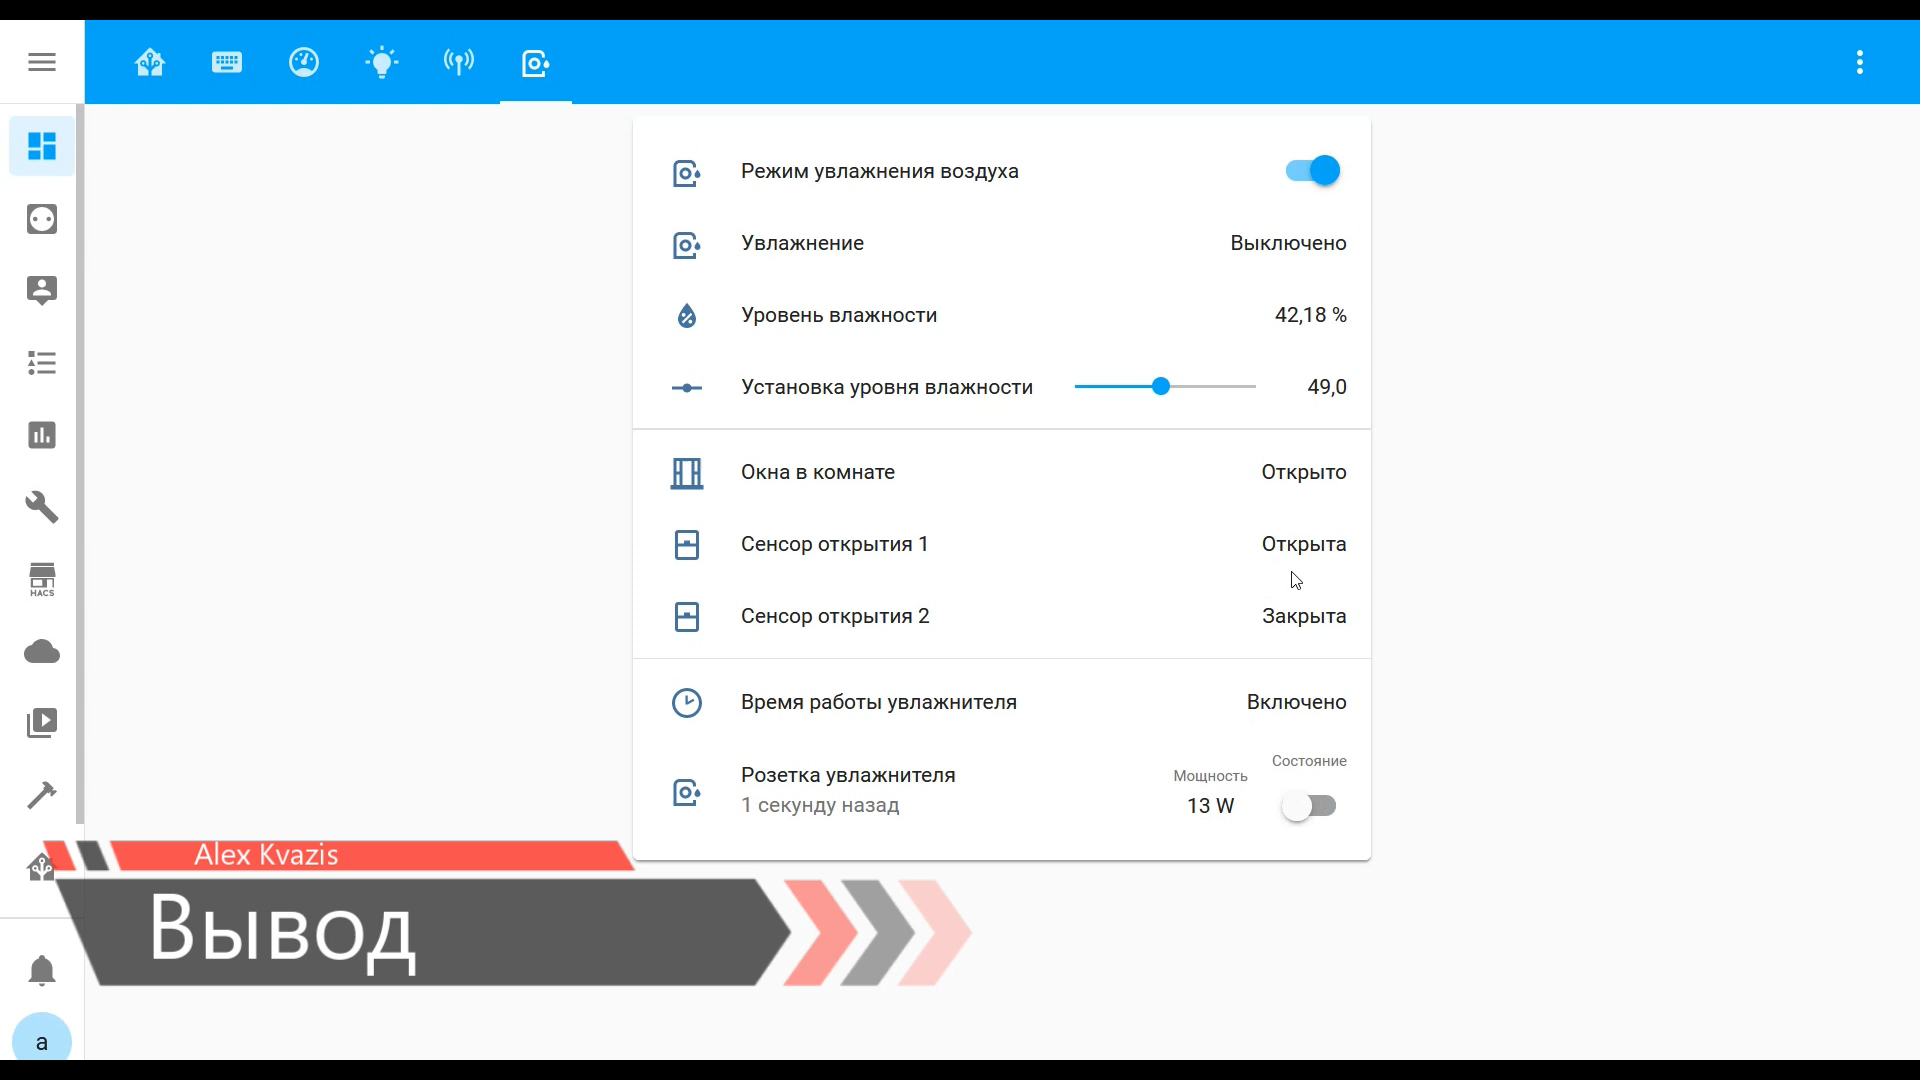 Режим увлажнения воздуха
Увлажнение Выключено
Уровень влажности 42,18 %
Установка уровня влажности 49,0
Окна в комнате Открыто
Сенсор открытия 1 Открыта
Сенсор открытия 2 Закрыта
Время работы увлажнителя Включено
Розетка увлажнителя
1 секунду назад
Мощность
13 W
Состояние
HACS
Alex Kvazis
Вывод
a